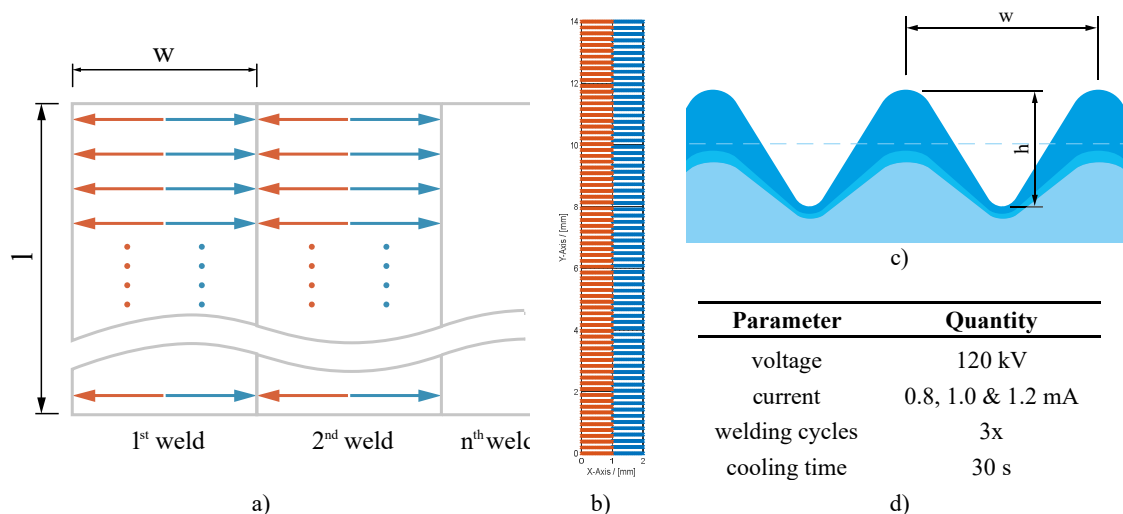 w
l
1st weld
2nd weld
nth weld
a)
14
12
10
8
6
4
2
0
Y-Axis / [mm]
0 1 2
X-Axis / [mm]
b)
w
h
c)
Parameter Quantity
voltage 120 kV
current 0.8, 1.0 & 1.2 mA
welding cycles 3x
cooling time 30 s
d)